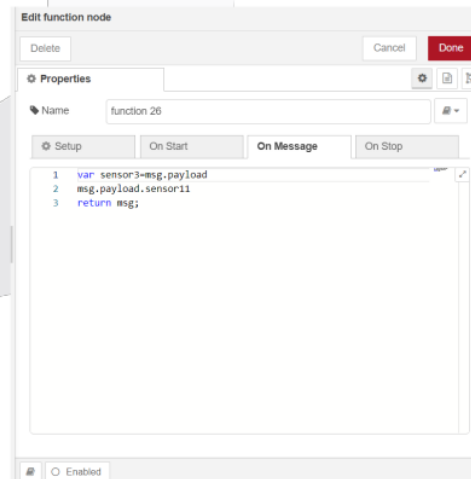 Edit function node
Delete
Cancel
Done
Properties
Name
function 26
Setup
On Start
On Message
On Stop
1 var sensor3=msg.payload
2 msg.payload.sensor11
3 return msg;
Enabled